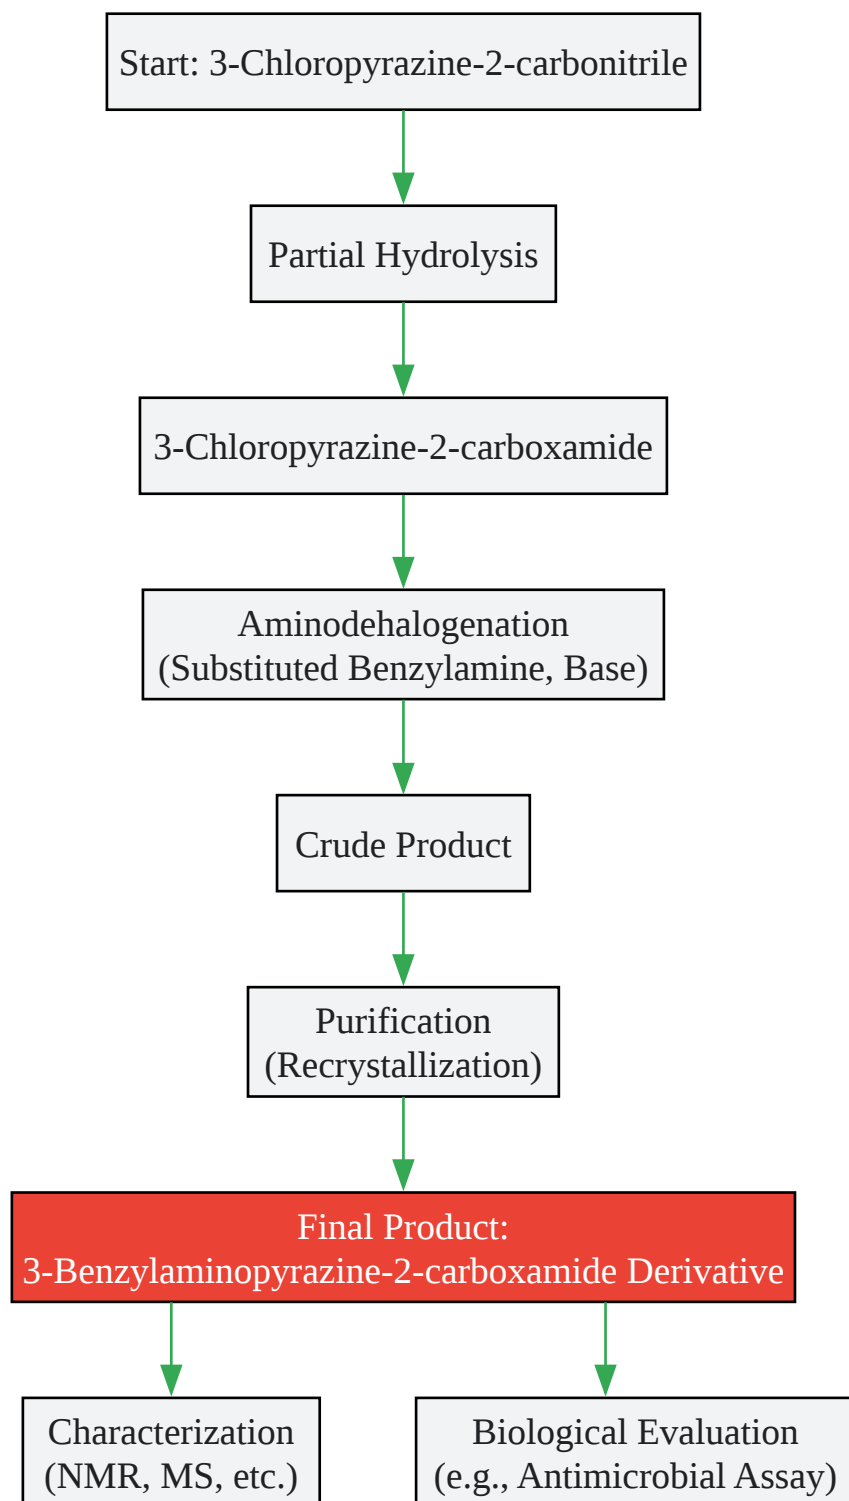 Start: 3-Chloropyrazine-2-carbonitrile
Partial Hydrolysis
3-Chloropyrazine-2-carboxamide
Aminodehalogenation
(Substituted Benzylamine, Base)
Crude Product
Purification
(Recrystallization)
Final Product:
3-Benzylaminopyrazine-2-carboxamide Derivative
Characterization
(NMR, MS, etc.)
Biological Evaluation
(e.g., Antimicrobial Assay)